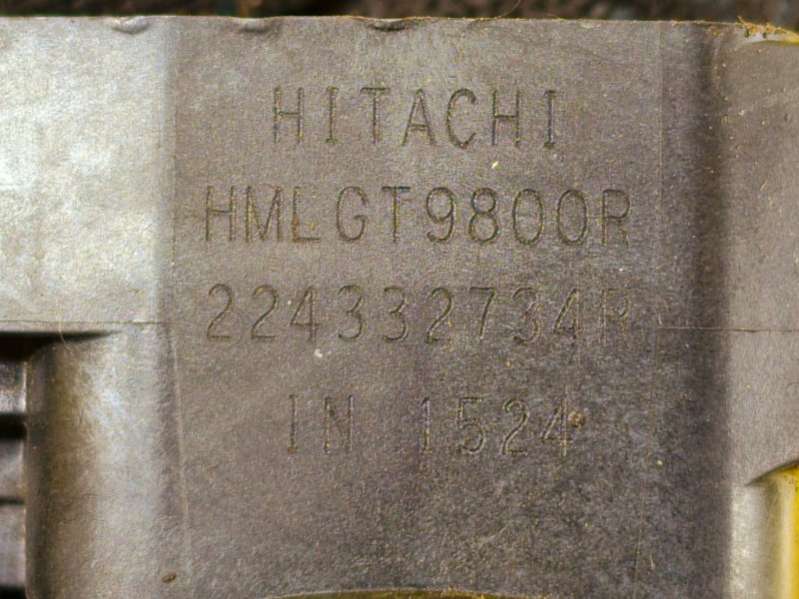 HITACHI
HMLGT9800R
224332734R
IN 1524